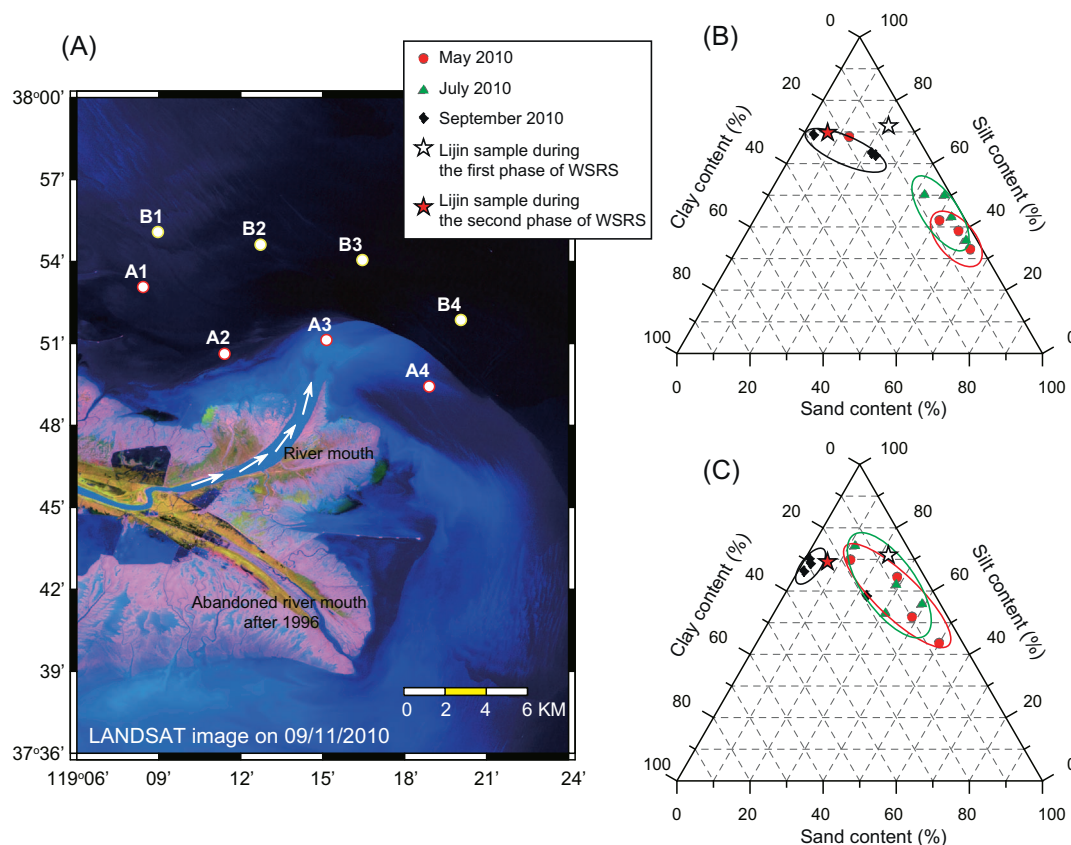 (A)
38°00'
57'
54'
51'
48'
45'
42'
39'
37°36'
119°06'
09'
12'
15'
18'
21'
24'
B1
B2
B3
B4
A1
A2
A3
A4
River mouth
Abandoned river mouth
after 1996
0
2
4
6 KM
LANDSAT image on 09/11/2010
May 2010
July 2010
September 2010
Lijin sample during
the first phase of WSRS
Lijin sample during
the second phase of WSRS
(B)
0
100
20
80
40
60
60
40
80
20
100
0
Clay content (%)
Silt content (%)
0
20
40
60
80
100
Sand content (%)
(C)
0
100
20
80
40
60
60
40
80
20
100
0
Clay content (%)
Silt content (%)
0
20
40
60
80
100
Sand content (%)